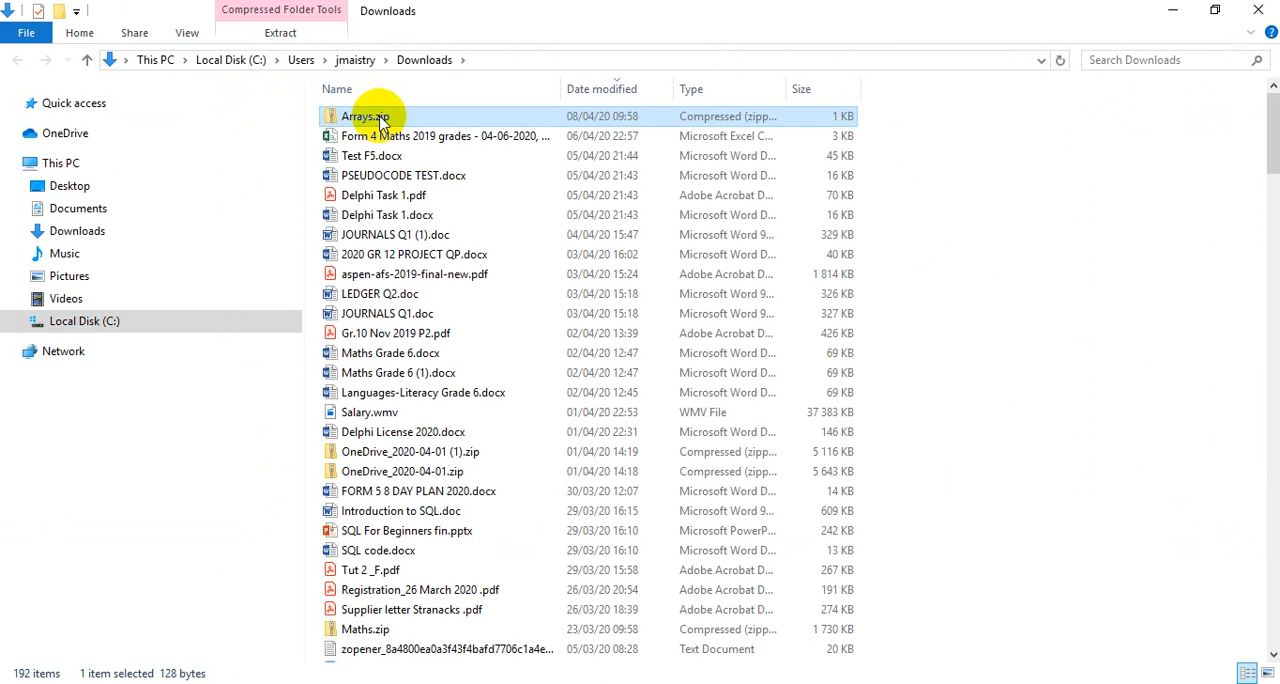 Compressed Folder Tools Downloads
File Home Share View Extract
This PC Local Disk (C:) Users jmaistry Downloads Search Downloads
Name Date modified Type Size
Quick access
OneDrive
This PC
Desktop
Documents
Downloads
Music
Pictures
Videos
Local Disk (C:)
Network
Arrays.zip 08/04/20 09:58 Compressed (zipp... 1 KB
Form 4 Maths 2019 grades - 04-06-2020, ... 06/04/20 22:57 Microsoft Excel C... 3 KB
Test F5.docx 05/04/20 21:44 Microsoft Word D... 45 KB
PSEUDOCODE TEST.docx 05/04/20 21:43 Microsoft Word D... 16 KB
Delphi Task 1.pdf 05/04/20 21:43 Adobe Acrobat D... 70 KB
Delphi Task 1.docx 05/04/20 21:43 Microsoft Word D... 16 KB
JOURNALS Q1 (1).doc 04/04/20 15:47 Microsoft Word 9... 329 KB
2020 GR 12 PROJECT QP.docx 03/04/20 16:02 Microsoft Word D... 40 KB
aspen-afs-2019-final-new.pdf 03/04/20 15:24 Adobe Acrobat D... 1 814 KB
LEDGER Q2.doc 03/04/20 15:18 Microsoft Word 9... 326 KB
JOURNALS Q1.doc 03/04/20 15:18 Microsoft Word 9... 327 KB
Gr.10 Nov 2019 P2.pdf 02/04/20 13:39 Adobe Acrobat D... 426 KB
Maths Grade 6.docx 02/04/20 12:47 Microsoft Word D... 69 KB
Maths Grade 6 (1).docx 02/04/20 12:47 Microsoft Word D... 69 KB
Languages-Literacy Grade 6.docx 02/04/20 12:45 Microsoft Word D... 69 KB
Salary.wmv 01/04/20 22:53 WMV File 37 383 KB
Delphi License 2020.docx 01/04/20 22:31 Microsoft Word D... 146 KB
OneDrive_2020-04-01 (1).zip 01/04/20 14:19 Compressed (zipp... 5 116 KB
OneDrive_2020-04-01.zip 01/04/20 14:18 Compressed (zipp... 5 643 KB
FORM 5 8 DAY PLAN 2020.docx 30/03/20 12:07 Microsoft Word D... 14 KB
Introduction to SQL.doc 29/03/20 16:15 Microsoft Word 9... 609 KB
SQL For Beginners fin.pptx 29/03/20 16:10 Microsoft PowerP... 242 KB
SQL code.docx 29/03/20 16:10 Microsoft Word D... 13 KB
Tut 2 _F.pdf 29/03/20 15:58 Adobe Acrobat D... 267 KB
Registration_26 March 2020 .pdf 26/03/20 20:54 Adobe Acrobat D... 191 KB
Supplier letter Stranacks .pdf 26/03/20 18:39 Adobe Acrobat D... 274 KB
Maths.zip 23/03/20 09:58 Compressed (zipp... 1 730 KB
zopener_8a4800ea0a3f43f4bafd7706c1a4e... 05/03/20 08:28 Text Document 20 KB
192 items 1 item selected 128 bytes